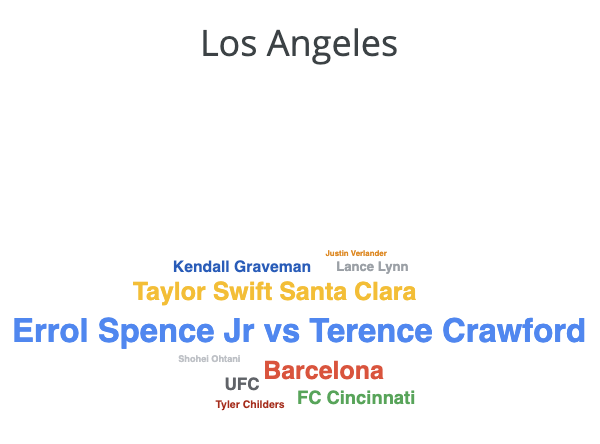 Los Angeles
Justin Verlander
Kendall Graveman
Lance Lynn
Taylor Swift Santa Clara
Errol Spence Jr vs Terence Crawford
Shohei Ohtani
Barcelona
UFC
FC Cincinnati
Tyler Childers